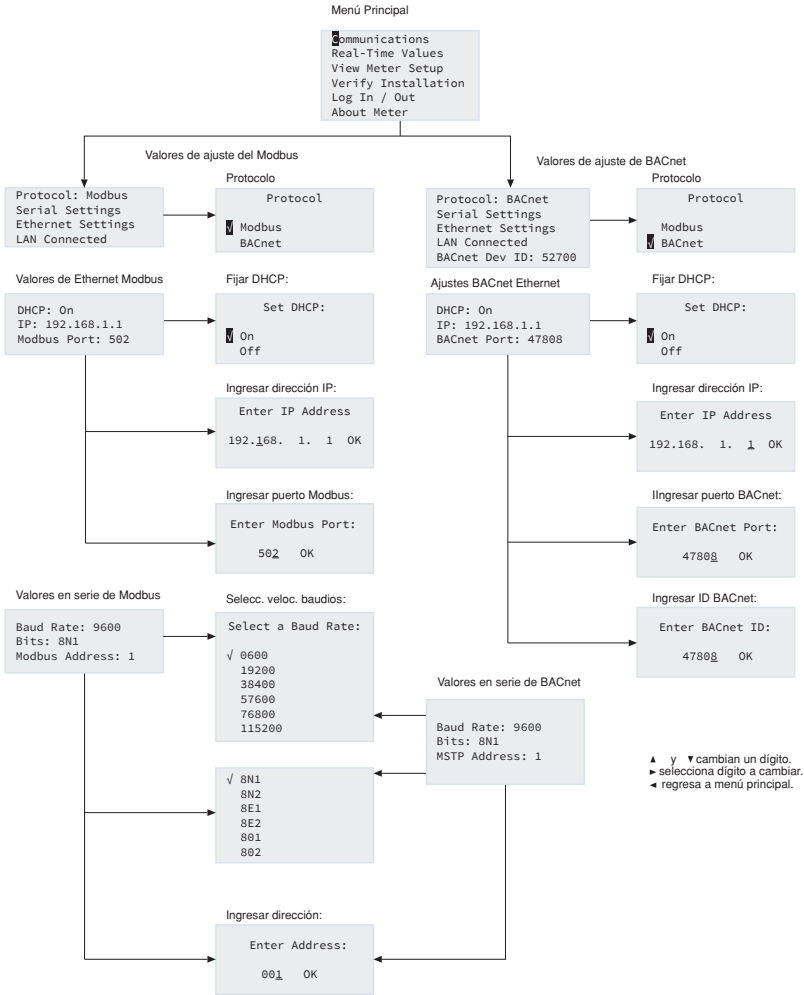 Menú Principal
Communications
Real-Time Values
View Meter Setup
Verify Installation
Log In / Out
About Meter
Valores de ajuste del Modbus
Protocol: Modbus
Serial Settings
Ethernet Settings
LAN Connected
Protocolo
Protocol
√ Modbus
BACnet
Valores de ajuste de BACnet
Protocol: BACnet
Serial Settings
Ethernet Settings
LAN Connected
BACnet Dev ID: 52700
Protocolo
Protocol
Modbus
√ BACnet
Valores de Ethernet Modbus
DHCP: On
IP: 192.168.1.1
Modbus Port: 502
Fijar DHCP:
Set DHCP:
√ On
Off
Ingresar dirección IP:
Enter IP Address
192.168. 1. 1 OK
Ingresar puerto Modbus:
Enter Modbus Port:
502 OK
Ajustes BACnet Ethernet
DHCP: On
IP: 192.168.1.1
BACnet Port: 47808
Fijar DHCP:
Set DHCP:
√ On
Off
Ingresar dirección IP:
Enter IP Address
192.168. 1. 1 OK
IIngresar puerto BACnet:
Enter BACnet Port:
47808 OK
Ingresar ID BACnet:
Enter BACnet ID:
47808 OK
Valores en serie de Modbus
Baud Rate: 9600
Bits: 8N1
Modbus Address: 1
Selecc. veloc. baudios:
Select a Baud Rate:
√ 0600
19200
38400
57600
76800
115200
√ 8N1
8N2
8E1
8E2
801
802
Valores en serie de BACnet
Baud Rate: 9600
Bits: 8N1
MSTP Address: 1
▲ y ▼ cambian un dígito.
► selecciona dígito a cambiar.
◄ regresa a menú principal.
Ingresar dirección:
Enter Address:
001 OK